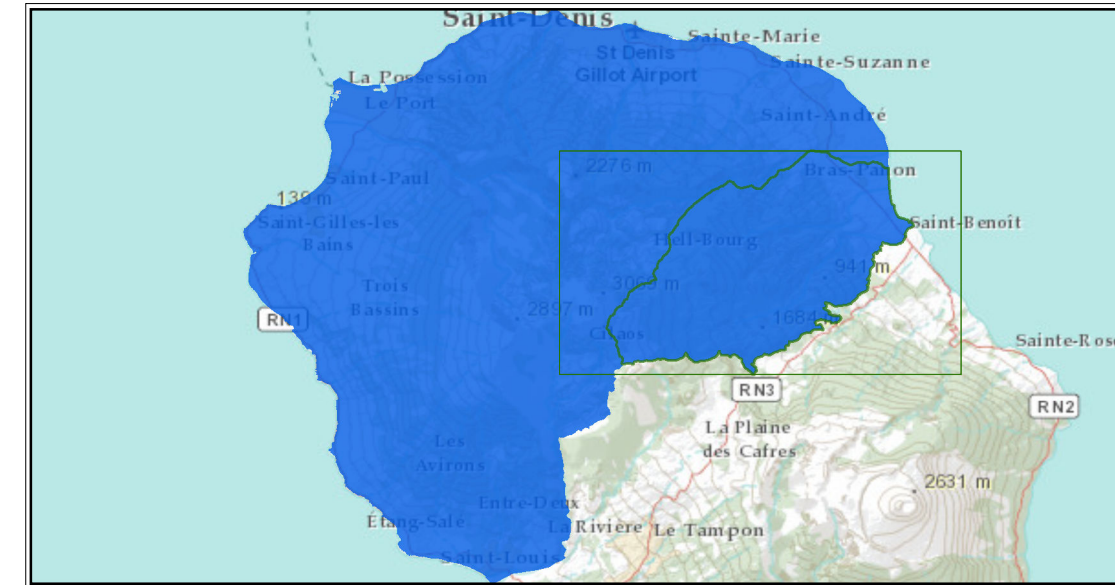 Saint-Denis
Sainte-Marie
St Denis
Gillot Airport
Sainte-Suzanne
La Possession
Le Port
Saint-André
2276 m
Bras-Panon
Saint-Paul
139 m
Saint-Gilles-les
Bains
Saint-Benoît
Hell-Bourg
941 m
Trois
Bassins
3069 m
2897 m
RN1
1684 m
Cilaos
Sainte-Rose
RN3
RN2
La Plaine
des Cafres
Les
Avirons
2631 m
Entre-Deux
Étang-Salé
La Rivière
Le Tampon
Saint-Louis